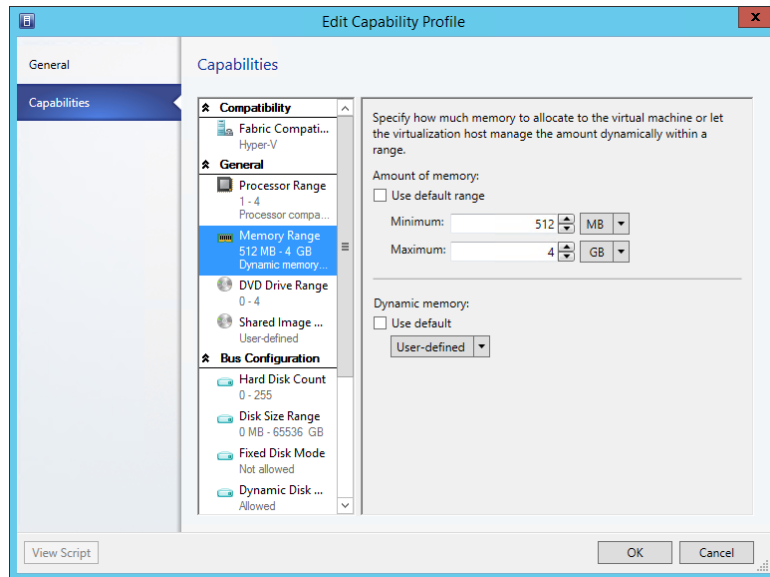 Edit Capability Profile
x
General
Capabilities
Capabilities
Compatibility
Fabric Compati...
Hyper-V
General
Processor Range
1 - 4
Processor compa...
Memory Range
512 MB - 4 GB
Dynamic memory...
DVD Drive Range
0 - 4
Shared Image ...
User-defined
Bus Configuration
Hard Disk Count
0 - 255
Disk Size Range
0 MB - 65536 GB
Fixed Disk Mode
Not allowed
Dynamic Disk ...
Allowed
Specify how much memory to allocate to the virtual machine or let
the virtualization host manage the amount dynamically within a
range.
Amount of memory:
Use default range
Minimum: 512 MB
Maximum: 4 GB
Dynamic memory:
Use default
User-defined
View Script
OK
Cancel